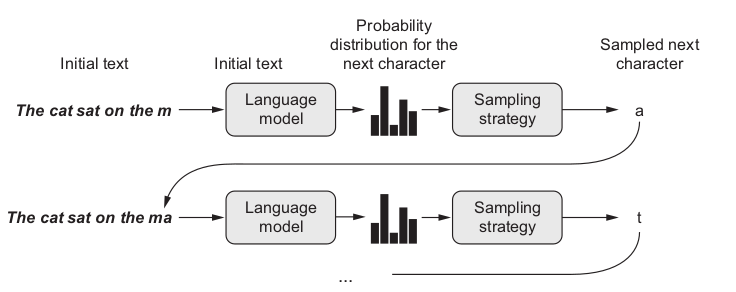 Initial text
Initial text
Probability
distribution for the
next character
Sampled next
character
The cat sat on the m
Language
model
Sampling
strategy
a
The cat sat on the ma
Language
model
Sampling
strategy
t
...